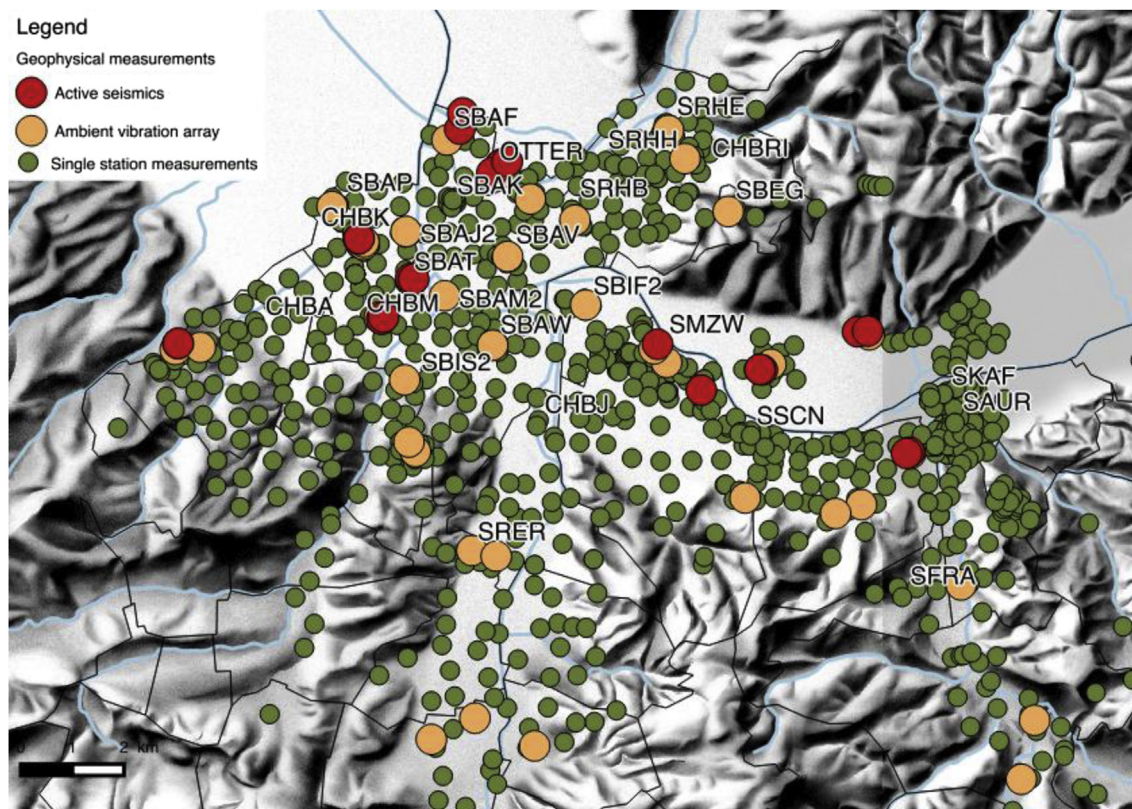 Legend
Geophysical measurements
Active seismics
Ambient vibration array
Single station measurements
SRHE
SBAF
SRHH
CHBRI
OTTER
SBAP
SBAK
SRHB
SBEG
CHBK
SBAJ2
SBAV
SBAT
CHBA
CHBM
SBAM2
SBIF2
SBAW
SMZW
SBIS2
SKAF
CHBJ
SAUR
SSCN
SRER
SFRA
0 1 2 km